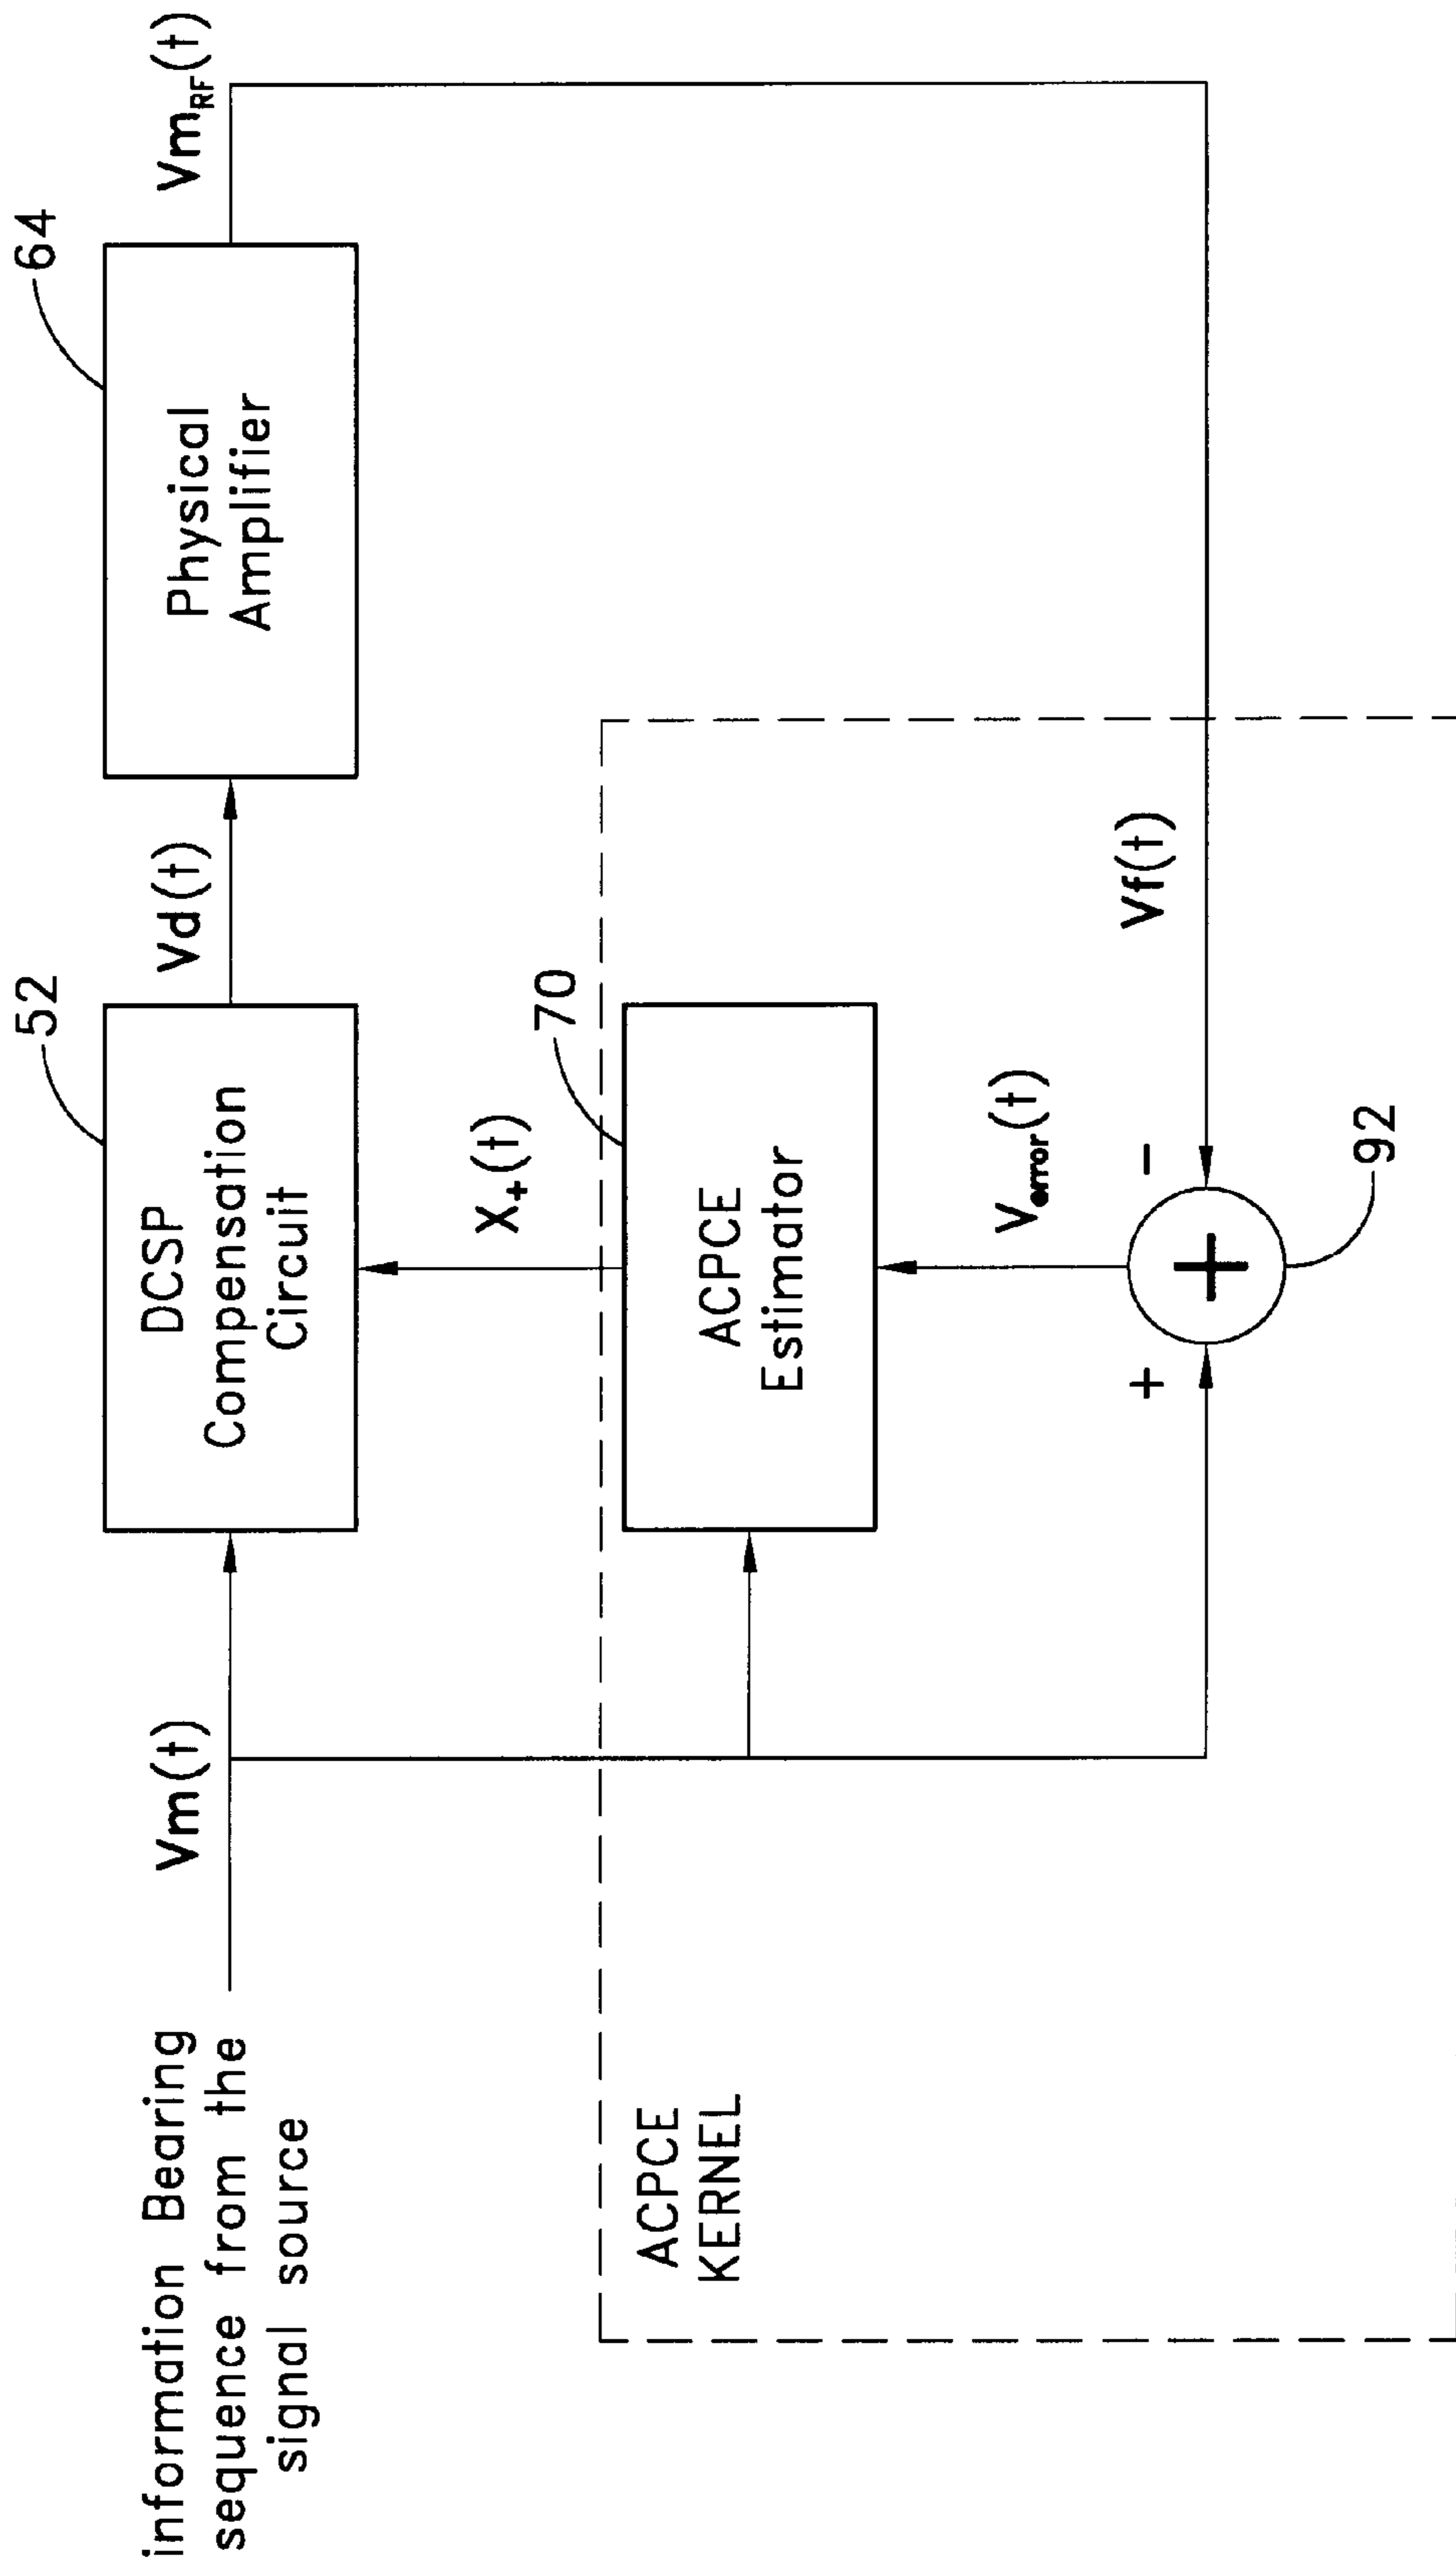 information Bearing
sequence from the
signal source
Vm(t)
52
DCSP
Compensation
Circuit
Vd(t)
64
Physical
Amplifier
VmRF(t)
X+(t)
ACPCE
KERNEL
70
ACPCE
Estimator
Verror(t)
Vf(t)
+
-
+
92